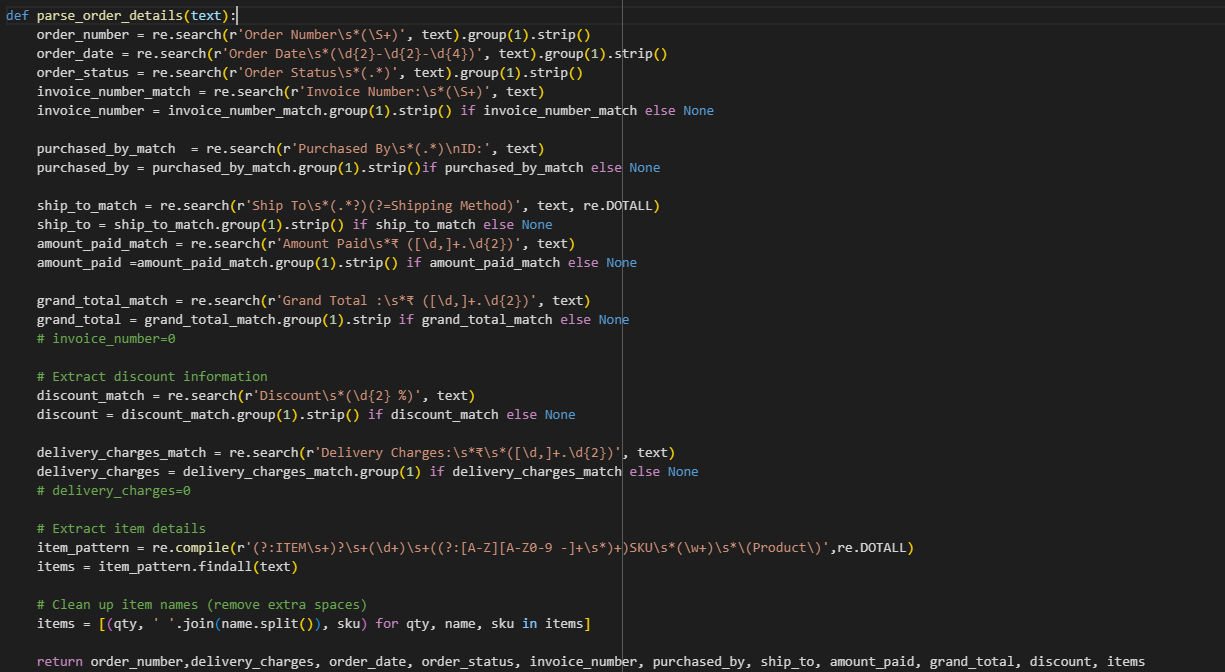 def parse_order_details(text):
    order_number = re.search(r'Order Number\s*(\S+)', text).group(1).strip()
    order_date = re.search(r'Order Date\s*(\d{2}-\d{2}-\d{4})', text).group(1).strip()
    order_status = re.search(r'Order Status\s*(.*)', text).group(1).strip()
    invoice_number_match = re.search(r'Invoice Number:\s*(\S+)', text)
    invoice_number = invoice_number_match.group(1).strip() if invoice_number_match else None

    purchased_by_match  = re.search(r'Purchased By\s*(.*)\nID:', text)
    purchased_by = purchased_by_match.group(1).strip()if purchased_by_match else None

    ship_to_match = re.search(r'Ship To\s*(.*?)(?=Shipping Method)', text, re.DOTALL)
    ship_to = ship_to_match.group(1).strip() if ship_to_match else None
    amount_paid_match = re.search(r'Amount Paid\s*₹ ([\d,]+.\d{2})', text)
    amount_paid =amount_paid_match.group(1).strip() if amount_paid_match else None

    grand_total_match = re.search(r'Grand Total :\s*₹ ([\d,]+.\d{2})', text)
    grand_total = grand_total_match.group(1).strip if grand_total_match else None
    # invoice_number=0

    # Extract discount information
    discount_match = re.search(r'Discount\s*(\d{2} %)', text)
    discount = discount_match.group(1).strip() if discount_match else None

    delivery_charges_match = re.search(r'Delivery Charges:\s*₹\s*([\d,]+.\d{2})', text)
    delivery_charges = delivery_charges_match.group(1) if delivery_charges_match else None
    # delivery_charges=0

    # Extract item details
    item_pattern = re.compile(r'(?:ITEM\s+)?\s+(\d+)\s+((?:[A-Z][A-Z0-9 -]+\s*)+)SKU\s*(\w+)\s*\(Product\)',re.DOTALL)
    items = item_pattern.findall(text)

    # Clean up item names (remove extra spaces)
    items = [(qty, ' '.join(name.split()), sku) for qty, name, sku in items]

    return order_number,delivery_charges, order_date, order_status, invoice_number, purchased_by, ship_to, amount_paid, grand_total, discount, items